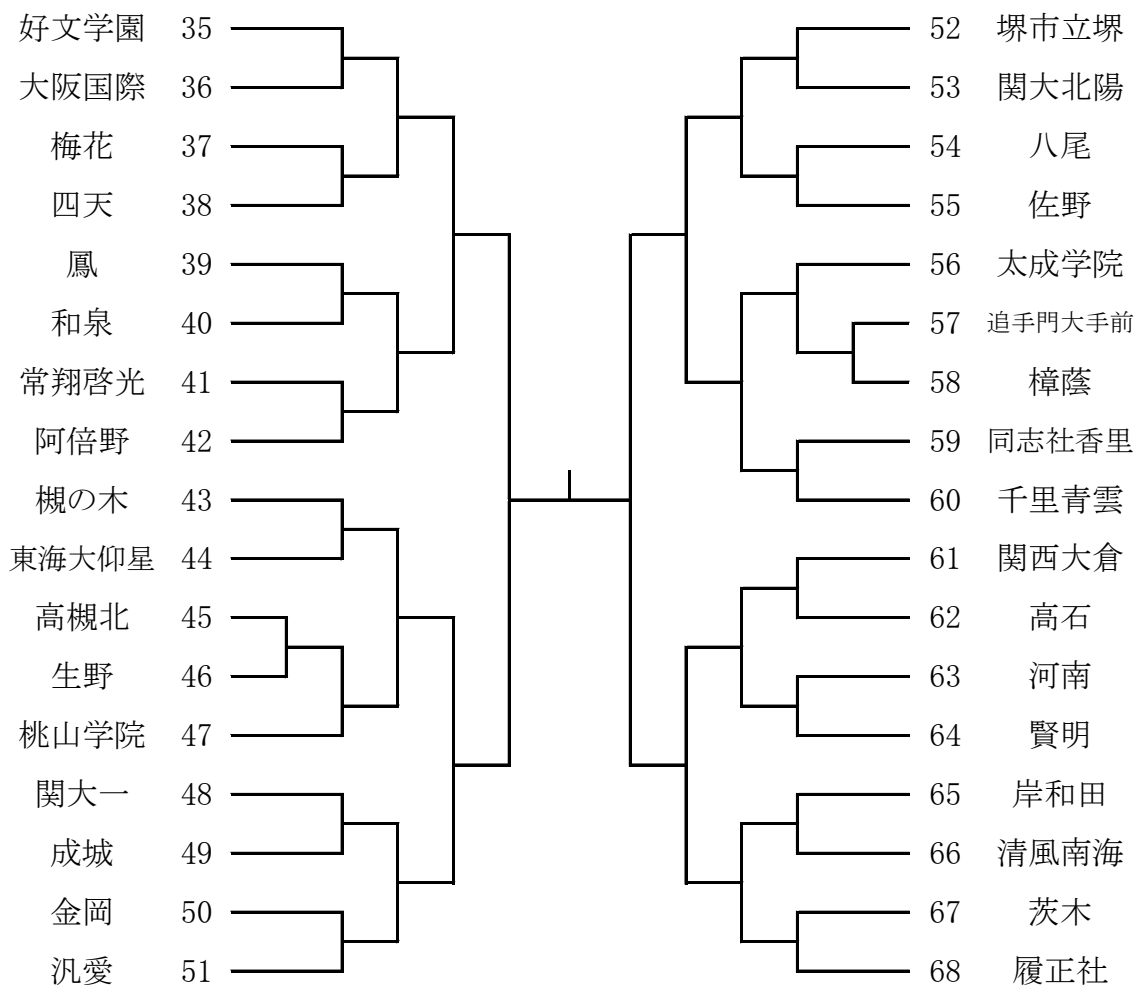 好文学園 35
大阪国際 36
梅花 37
四天 38
鳳 39
和泉 40
常翔啓光 41
阿倍野 42
槻の木 43
東海大仰星 44
高槻北 45
生野 46
桃山学院 47
関大一 48
成城 49
金岡 50
汎愛 51
52 堺市立堺
53 関大北陽
54 八尾
55 佐野
56 太成学院
57 追手門大手前
58 樟蔭
59 同志社香里
60 千里青雲
61 関西大倉
62 高石
63 河南
64 賢明
65 岸和田
66 清風南海
67 茨木
68 履正社